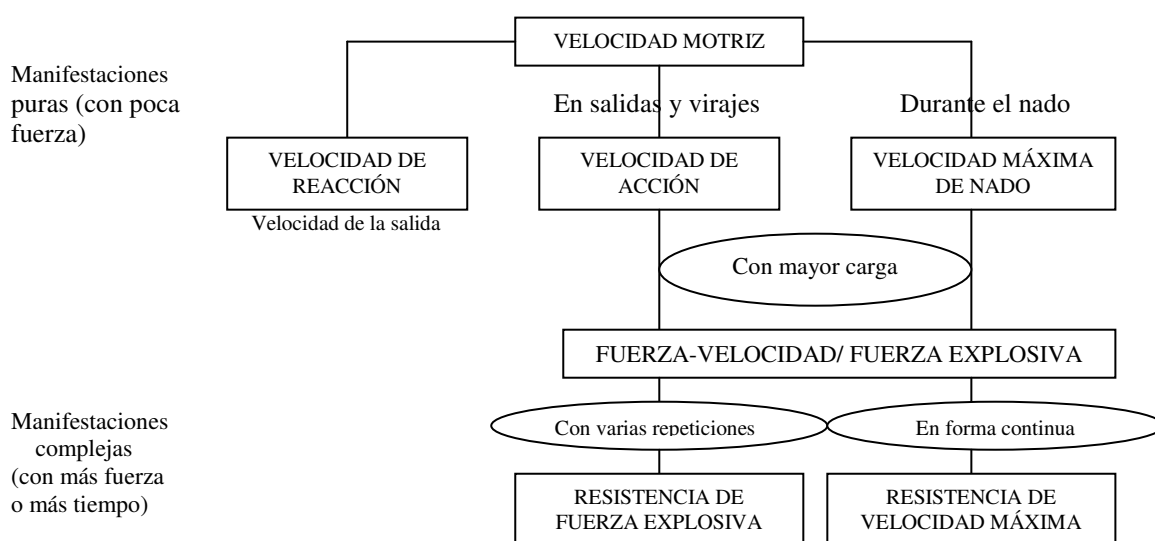 VELOCIDAD MOTRIZ
Manifestaciones
puras (con poca
fuerza)
En salidas y virajes
Durante el nado
VELOCIDAD DE
REACCIÓN
VELOCIDAD DE
ACCIÓN
VELOCIDAD MÁXIMA
DE NADO
Velocidad de la salida
Con mayor carga
FUERZA-VELOCIDAD/ FUERZA EXPLOSIVA
Manifestaciones
complejas
(con más fuerza
o más tiempo)
Con varias repeticiones
En forma continua
RESISTENCIA DE
FUERZA EXPLOSIVA
RESISTENCIA DE
VELOCIDAD MÁXIMA